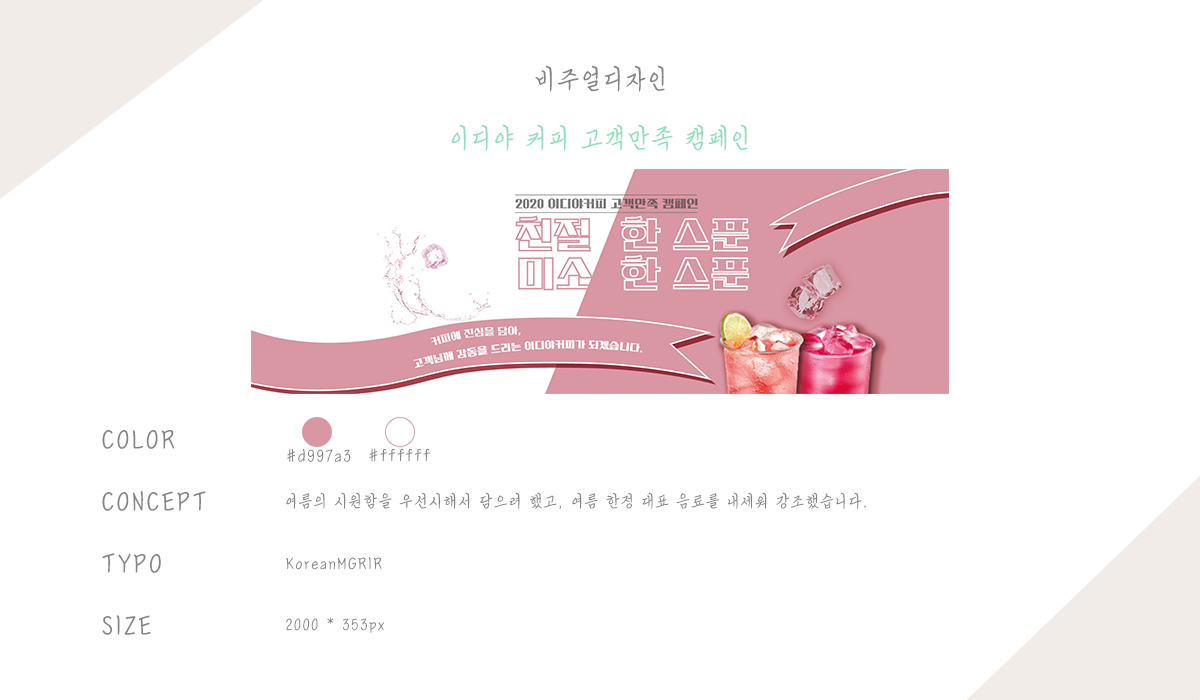 비주얼디자인
이디야 커피 고객만족 캠페인
2020 이디야커피 고객만족 캠페인
친절 한 스푼
미소 한 스푼
커피에 진심을 담아,
고객님께 감동을 드리는 이디야커피가 되겠습니다.
COLOR
#d997a3 #ffffff
CONCEPT 여름의 시원함을 우선시해서 담으려 했고, 여름 한정 대표 음료를 내세워 강조했습니다.
TYPO KoreanMGRIR
SIZE 2000 * 353px